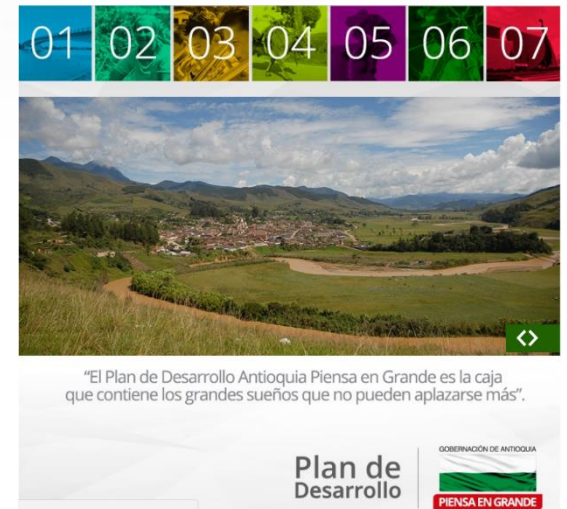 01 02 03 04 05 06 07
“El Plan de Desarrollo Antioquia Piensa en Grande es la caja
que contiene los grandes sueños que no pueden aplazarse más”.
Plan de
Desarrollo
GOBERNACIÓN DE ANTIOQUIA
PIENSA EN GRANDE